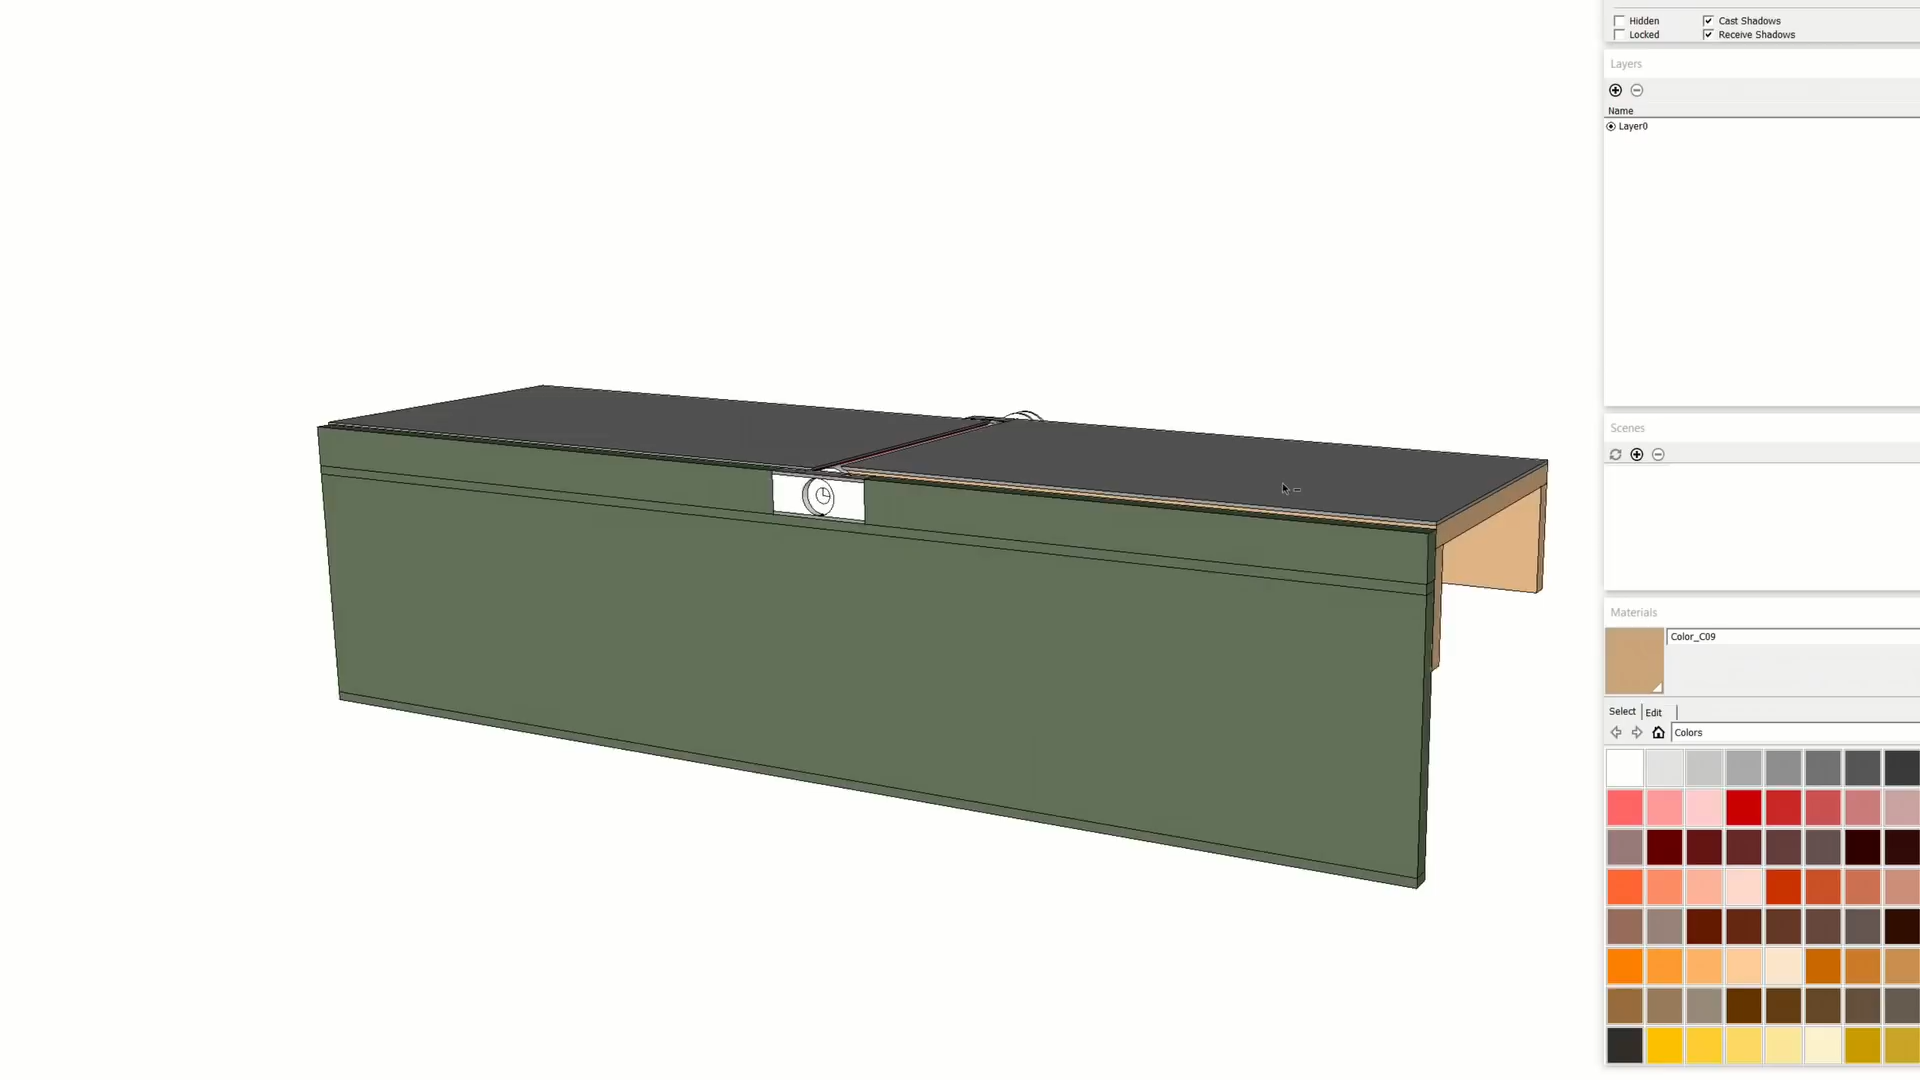 Hidden
Cast Shadows
Locked
Receive Shadows
Layers
Name
Layer0
Scenes
Materials
Color_C09
Select
Edit
Colors